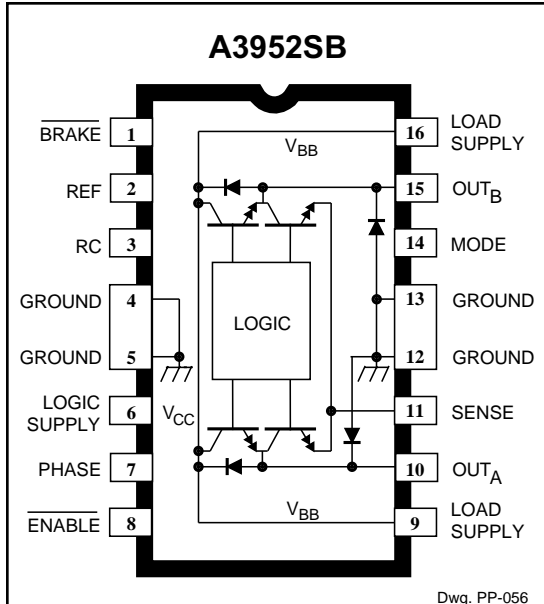 A3952SB
BRAKE 1
REF 2
RC 3
GROUND 4
GROUND 5
LOGIC
SUPPLY 6
PHASE 7
ENABLE 8
VBB
LOGIC
VCC
VBB
16 LOAD
SUPPLY
15 OUTB
14 MODE
13 GROUND
12 GROUND
11 SENSE
10 OUTA
9 LOAD
SUPPLY
Dwg. PP-056